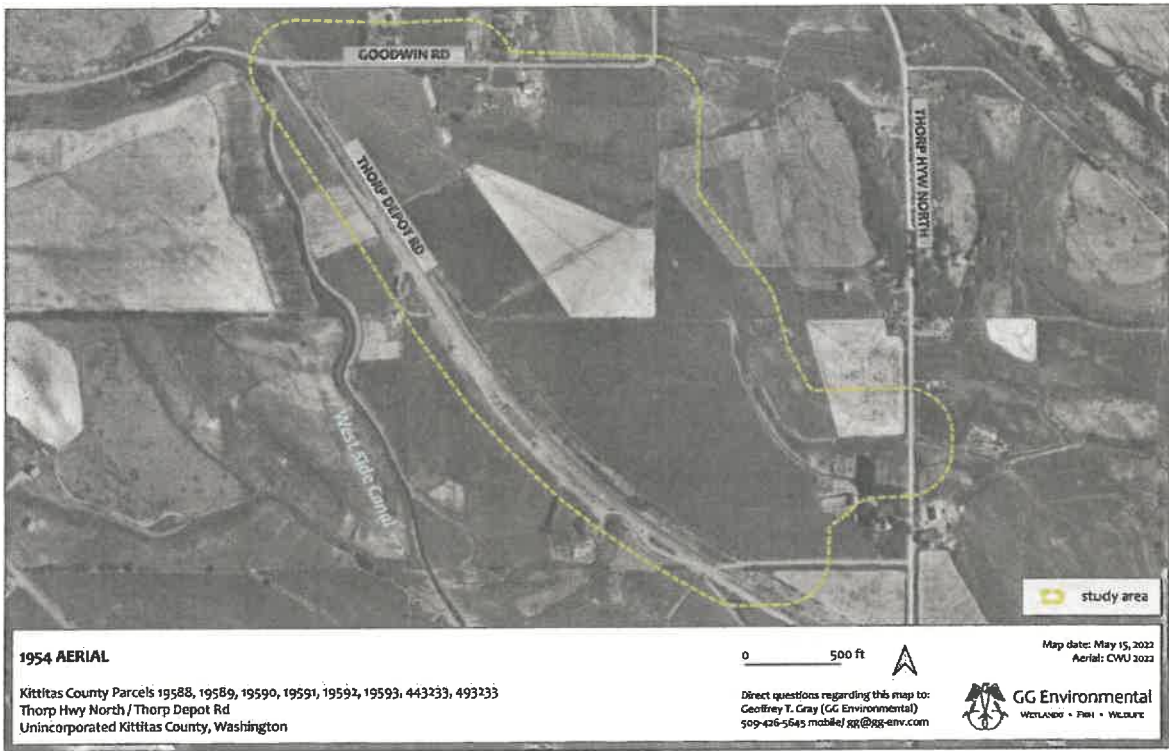 GOODWIN RD
THORP DEPOT RD
THORP HYW NORTH
West side Canal
study area
1954 AERIAL
Kittitas County Parcels 19588, 19589, 19590, 19591, 19592, 19593, 443233, 493233
Thorp Hwy North / Thorp Depot Rd
Unincorporated Kittitas County, Washington
0 500 ft
Direct questions regarding this map to:
Geoffrey T. Gray (GG Environmental)
509-426-5645 mobile/ gg@gg-env.com
Map date: May 15, 2022
Aerial: CWU 2022
GG Environmental
WETLANDS • FISH • WILDLIFE